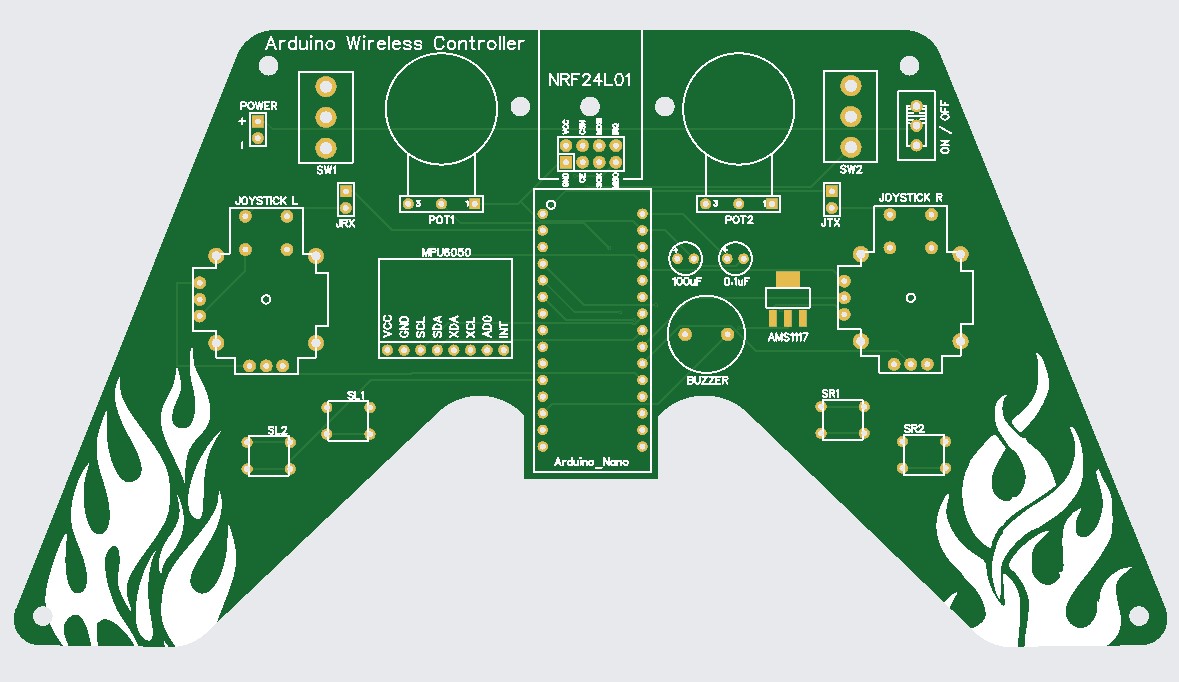 Arduino Wireless Controller
NRF24L01
POWER
+
-
SW1
SW2
ON / OFF
VCC
CSN
MOSI
GND
CE
SCK
JRX
JTX
3 1
POT1
3 1
POT2
JOYSTICK L
JOYSTICK R
MPU6050
VCC
GND
SCL
SDA
XDA
XCL
AD0
INT
+
100uF
+
0.1uF
AMS1117
BUZZER
SL1
SL2
SR1
SR2
Arduino_Nano